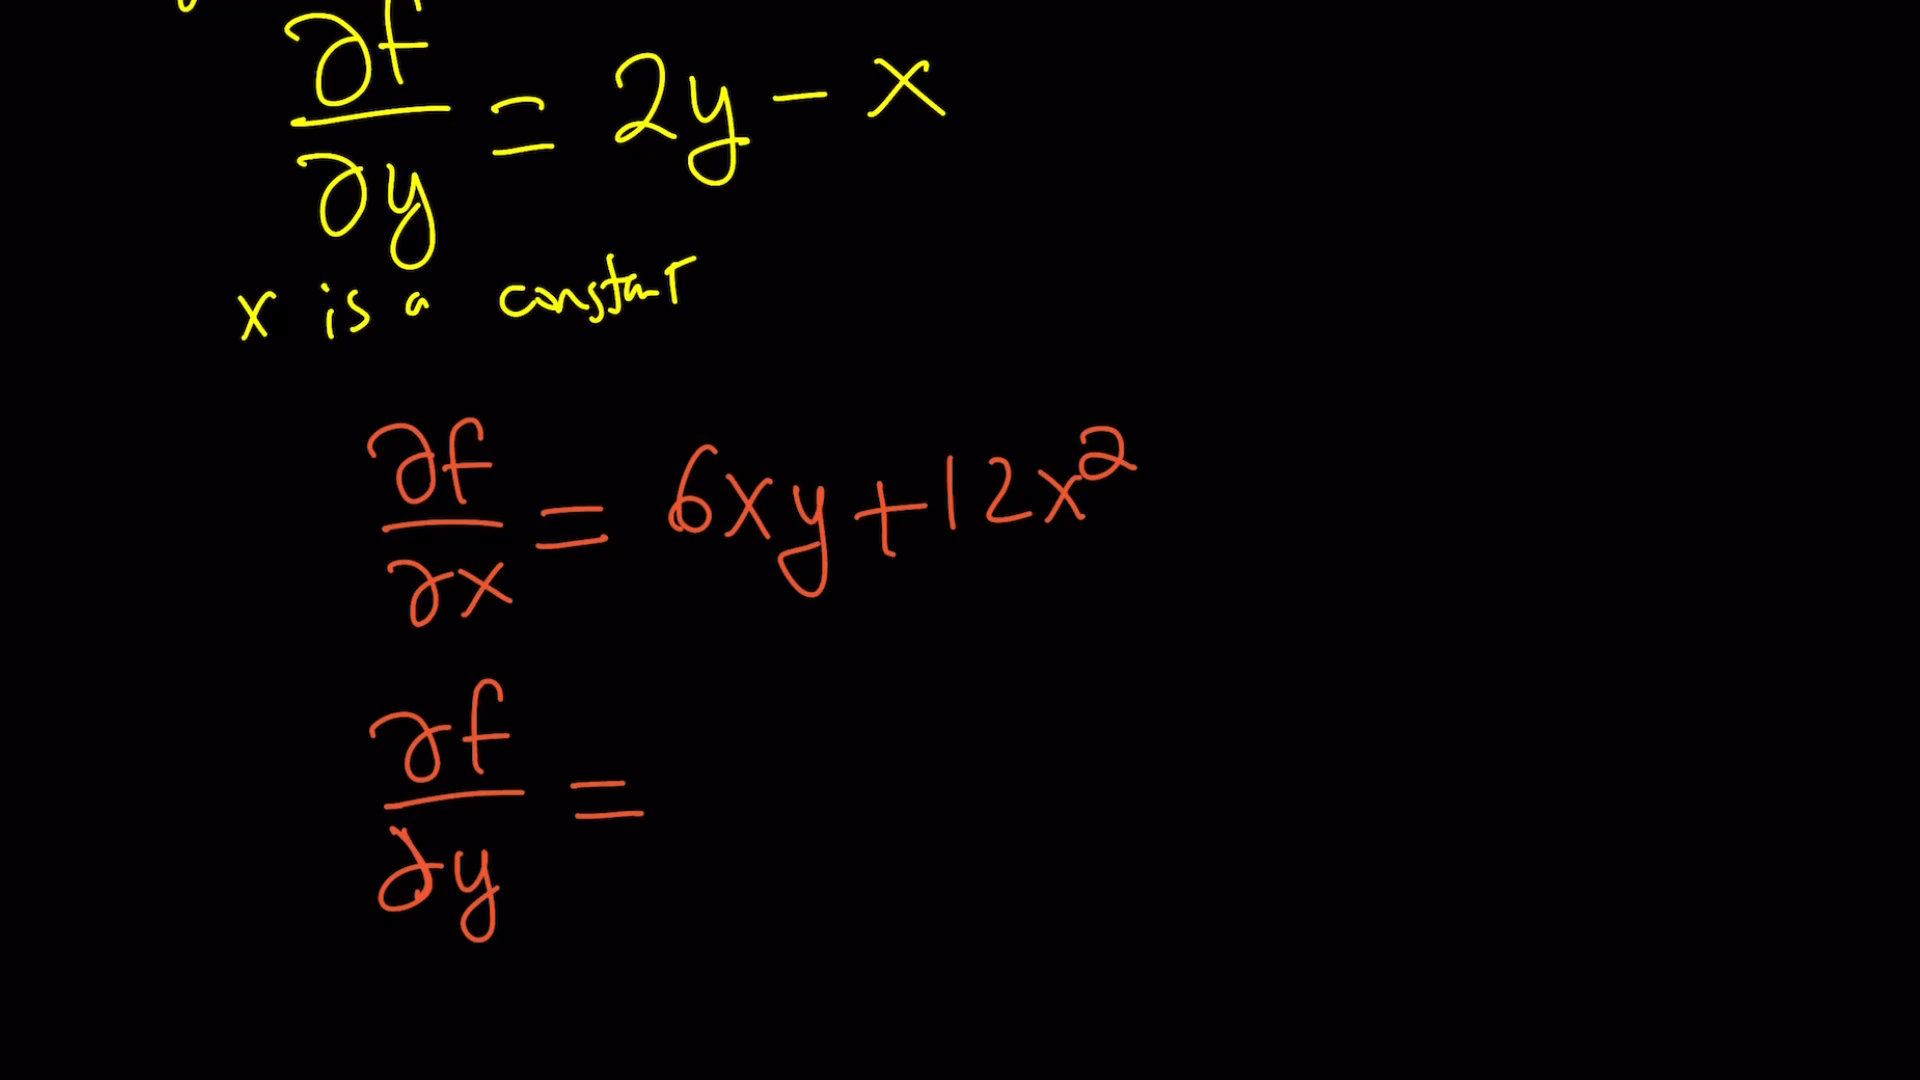 ∂f/∂y = 2y - x
x is a constant
∂f/∂x = 6xy + 12x²
∂f/∂y =